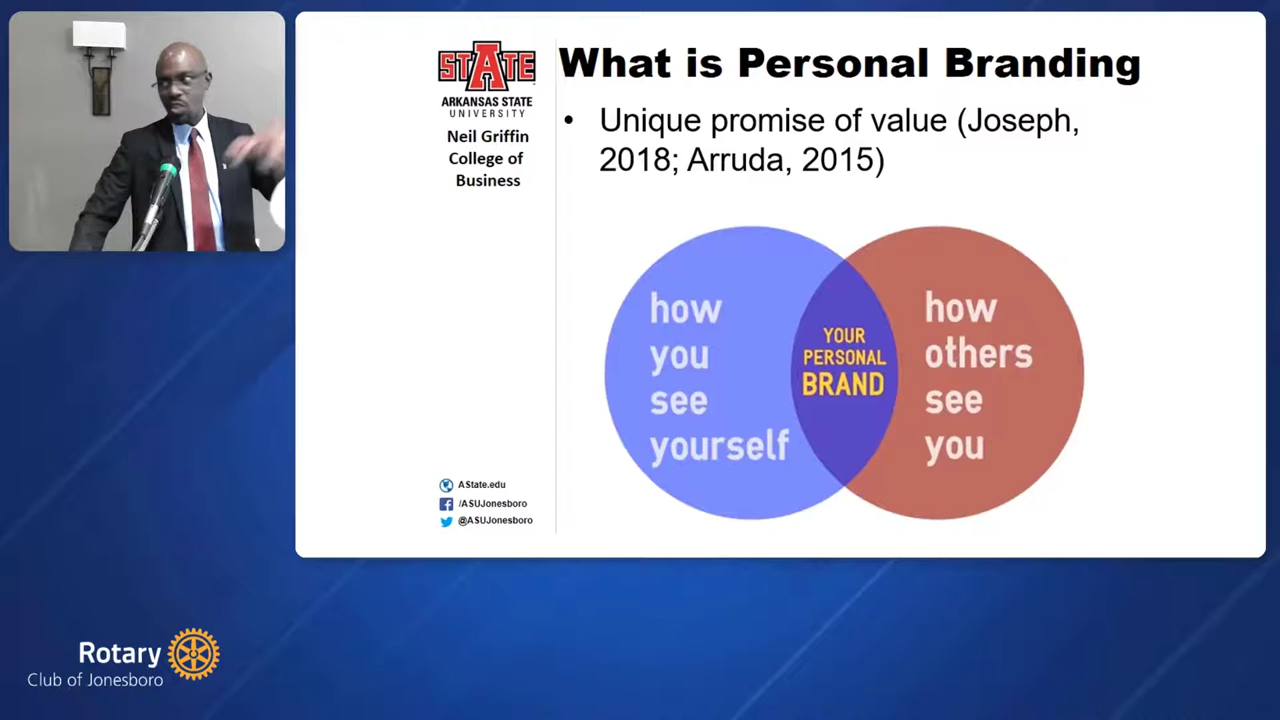 STATE
ARKANSAS STATE
UNIVERSITY
Neil Griffin
College of
Business
What is Personal Branding
• Unique promise of value (Joseph,
2018; Arruda, 2015)
how
you
see
yourself
YOUR
PERSONAL
BRAND
how
others
see
you
AState.edu
/ASUJonesboro
@ASUJonesboro
Rotary
Club of Jonesboro